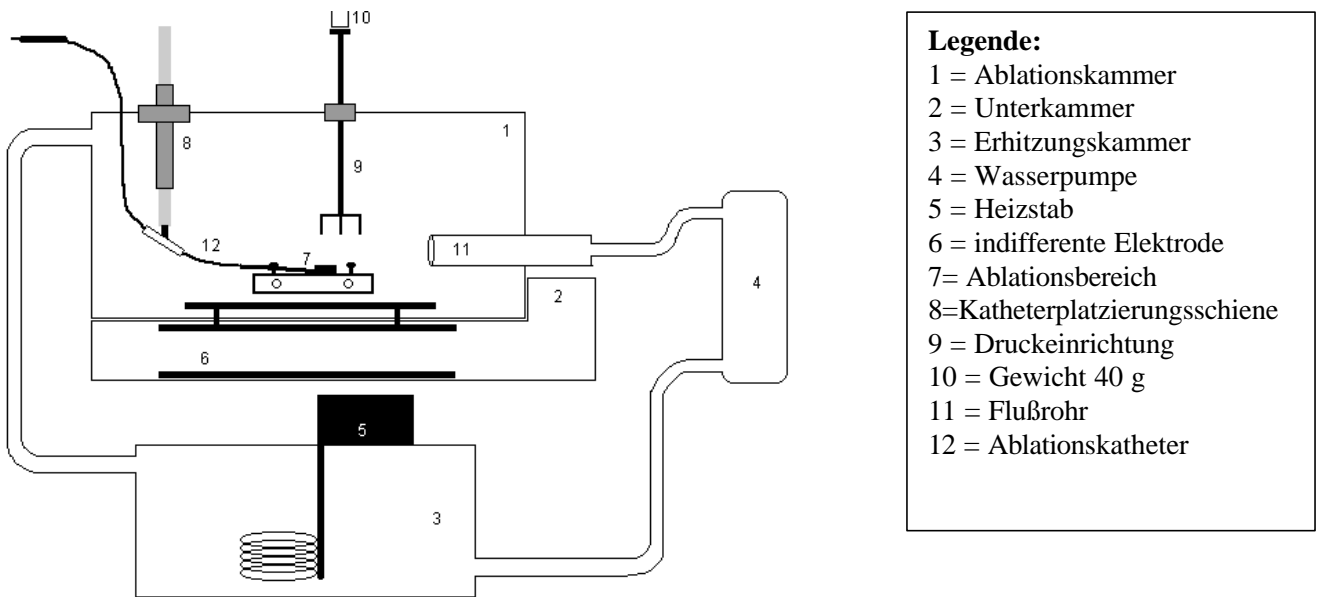 10
1
8
9
12
7
11
2
4
6
5
3
Legende:
1 = Ablationskammer
2 = Unterkammer
3 = Erhitzungskammer
4 = Wasserpumpe
5 = Heizstab
6 = indifferente Elektrode
7= Ablationsbereich
8=Katheterplatzierungsschiene
9 = Druckeinrichtung
10 = Gewicht 40 g
11 = Flußrohr
12 = Ablationskatheter